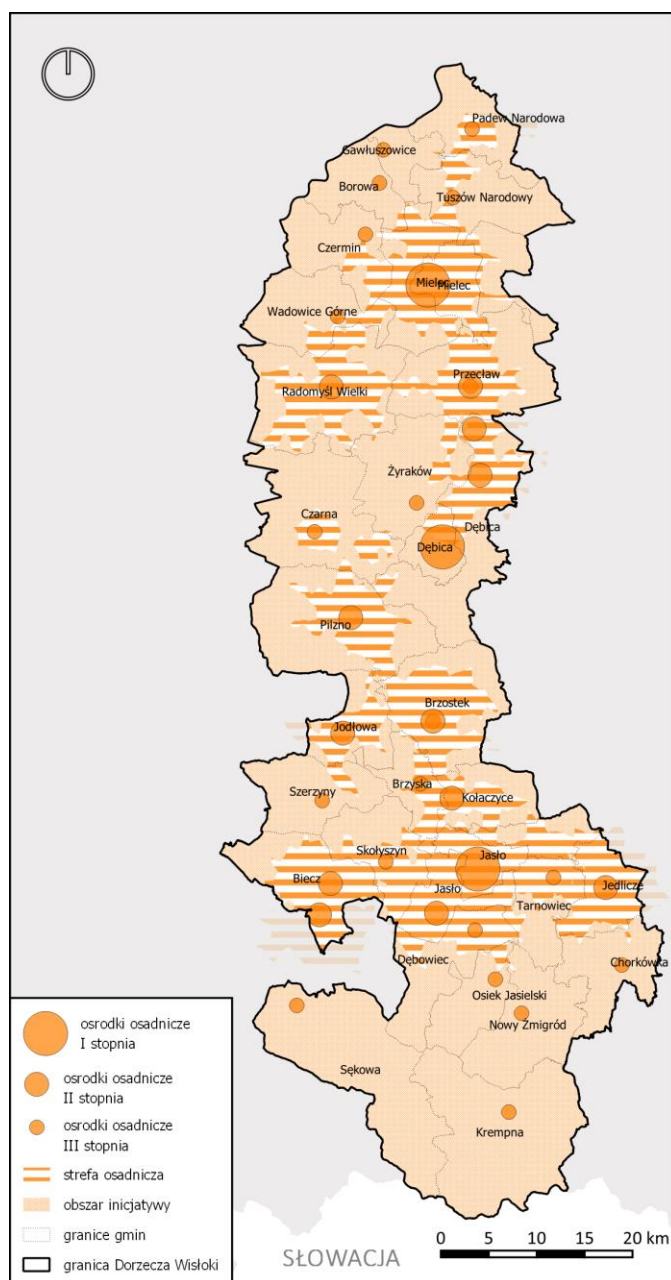 Padew Narodowa
Gawłuszowice
Borowa
Tuszów Narodowy
Czermin
Mielec
Mielec
Wadowice Górne
Przecław
Radomyśl Wielki
Żyraków
Czarna
Dębica
Dębica
Pilzno
Brzostek
Jodłowa
Brzyska
Szerzyny
Kołaczyce
Skołyszyn
Jasło
Biecz
Jasło
Jedlicze
Tarnowiec
Dębowiec
Chorkówka
Osiek Jasielski
Nowy Żmigród
Sękowa
Krempna
osrodki osadnicze
I stopnia
osrodki osadnicze
II stopnia
osrodki osadnicze
III stopnia
strefa osadnicza
obszar inicjatywy
granice gmin
granica Dorzecza Wisłoki
SŁOWACJA
0 5 10 15 20 km